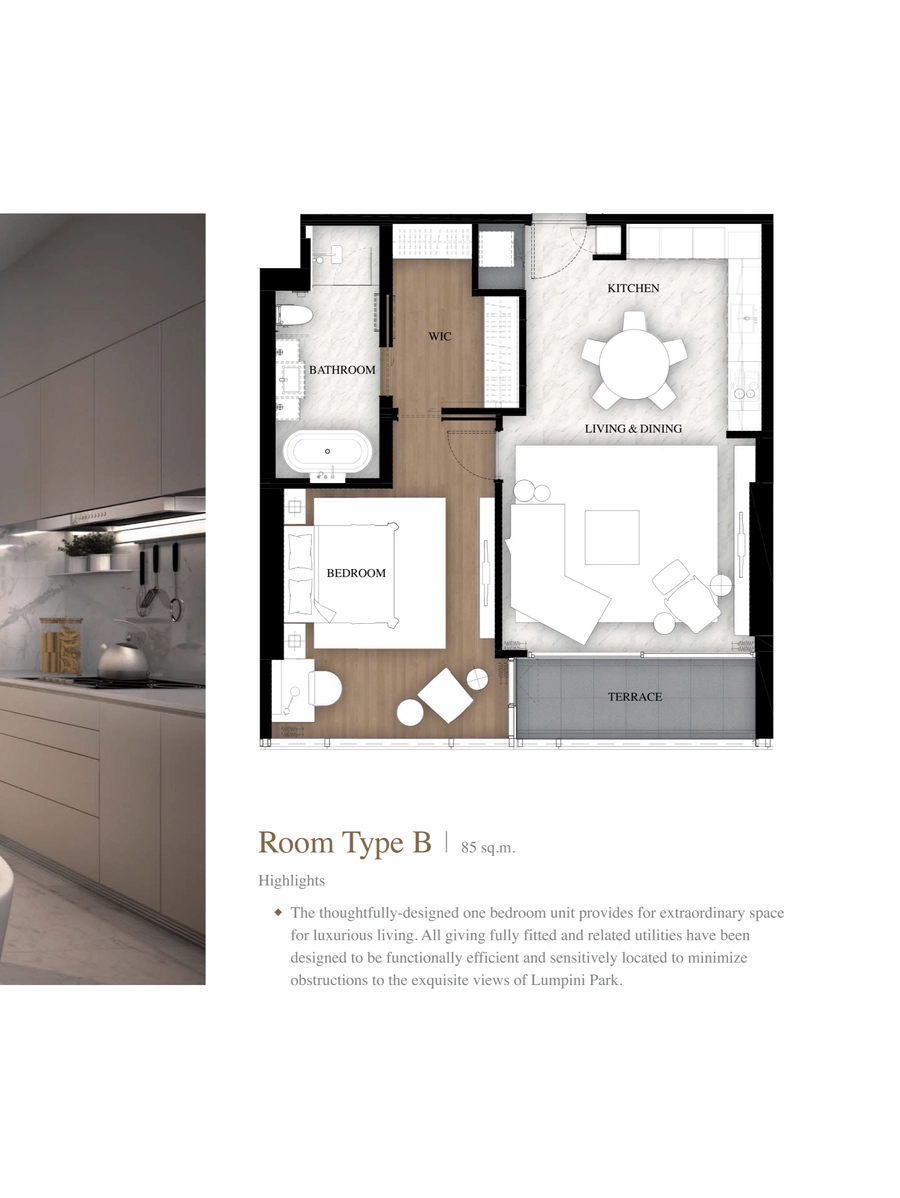 KITCHEN
WIC
BATHROOM
LIVING & DINING
BEDROOM
TERRACE
Room Type B | 85 sq.m.
Highlights
◆ The thoughtfully-designed one bedroom unit provides for extraordinary space
for luxurious living. All giving fully fitted and related utilities have been
designed to be functionally efficient and sensitively located to minimize
obstructions to the exquisite views of Lumpini Park.